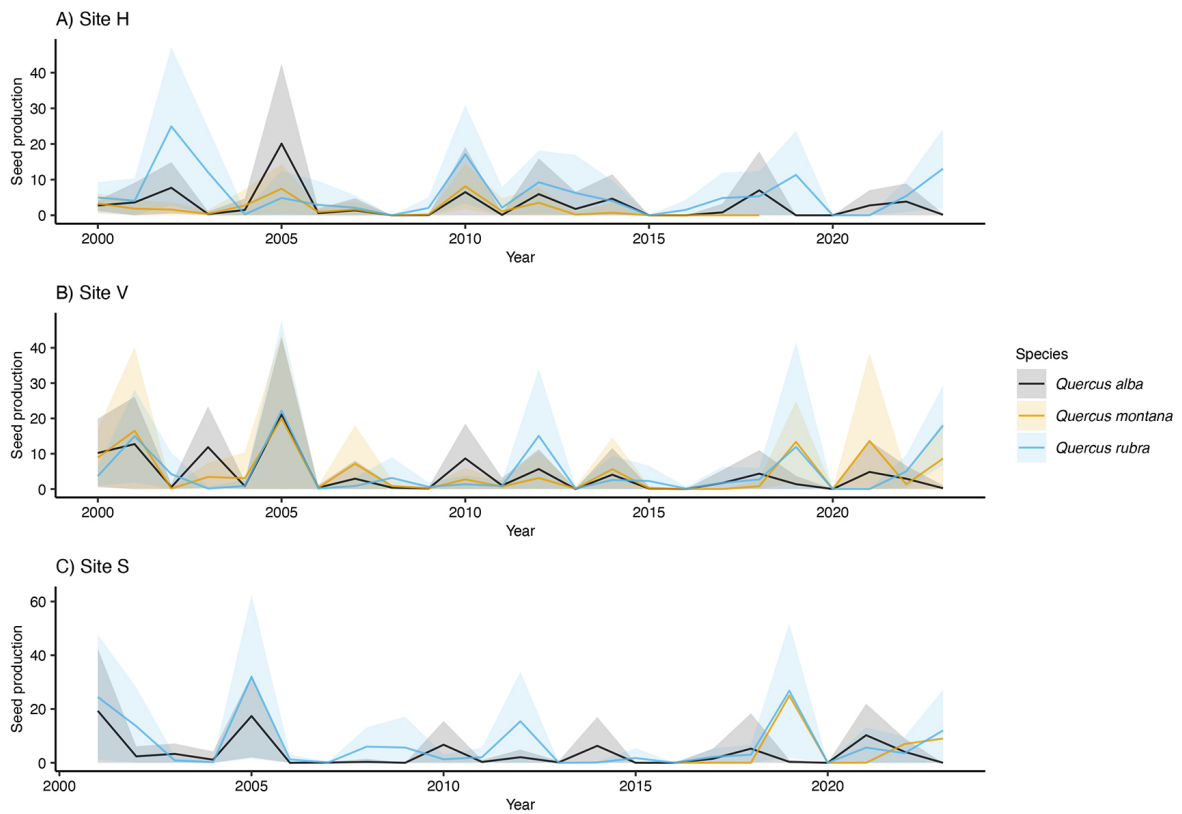 A) Site H
40
30
20
10
0
Seed production
2000 2005 2010 2015 2020
Year
B) Site V
40
30
20
10
0
Seed production
2000 2005 2010 2015 2020
Year
Species
Quercus alba
Quercus montana
Quercus rubra
C) Site S
60
40
20
0
Seed production
2000 2005 2010 2015 2020
Year